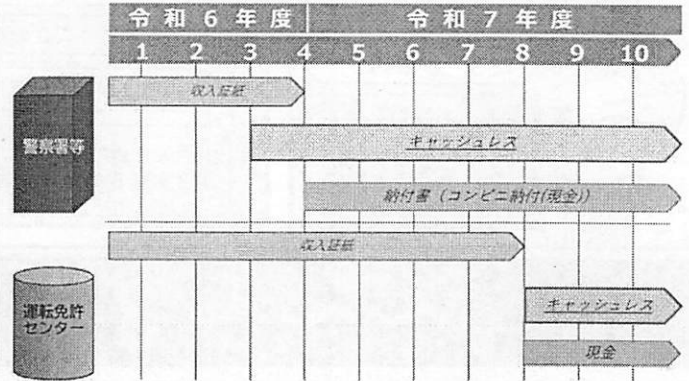 令和6年度 令和7年度
1 2 3 4 5 6 7 8 9 10
収入証紙
警察署等
キャッシュレス
納付書（コンビニ納付(現金)）
収入証紙
運転免許
センター
キャッシュレス
現金